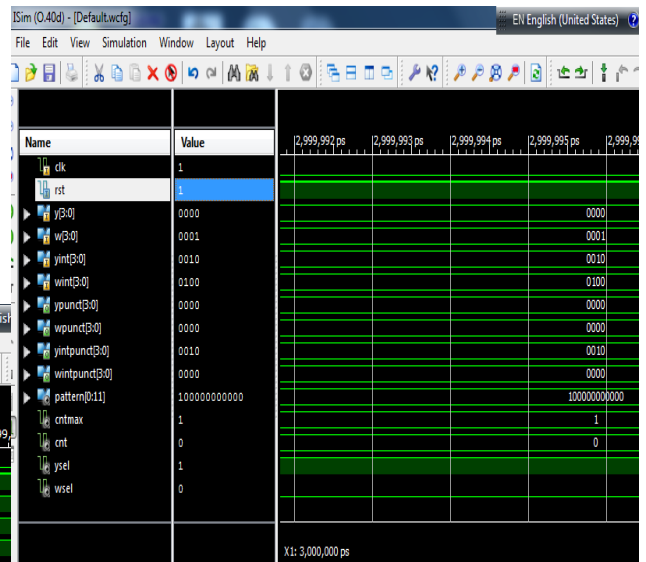 ISim (O.40d) - [Default.wcfg]
EN English (United States)
File Edit View Simulation Window Layout Help
Name Value
2,999,992 ps 2,999,993 ps 2,999,994 ps 2,999,995 ps 2,999,99
clk 1
rst 1
y[3:0] 0000 0000
w[3:0] 0001 0001
yint[3:0] 0010 0010
wint[3:0] 0100 0100
ypunct[3:0] 0000 0000
wpunct[3:0] 0000 0000
yintpunct[3:0] 0010 0010
wintpunct[3:0] 0000 0000
pattern[0:11] 100000000000 100000000000
cntmax 1 1
cnt 0 0
ysel 1
wsel 0
X1: 3,000,000 ps